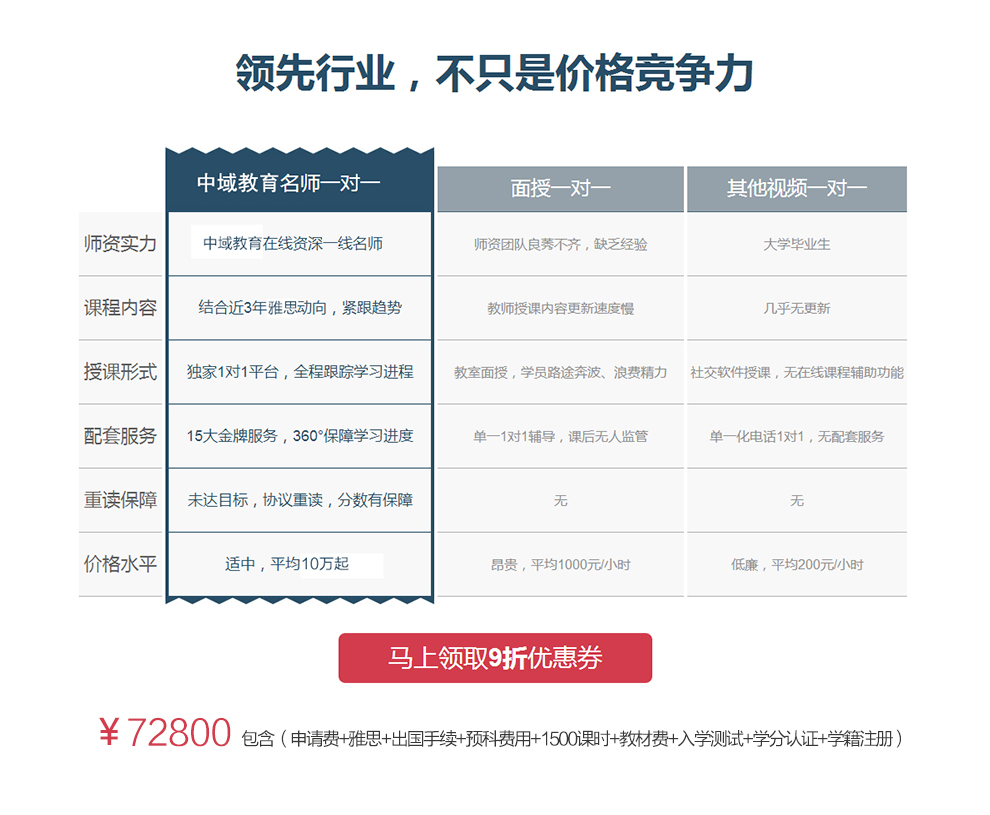 领先行业，不只是价格竞争力
中域教育名师一对一 面授一对一 其他视频一对一
师资实力 中域教育在线资深一线名师 师资团队良莠不齐，缺乏经验 大学毕业生
课程内容 结合近3年雅思动向，紧跟趋势 教师授课内容更新速度慢 几乎无更新
授课形式 独家1对1平台，全程跟踪学习进程 教室面授，学员路途奔波、浪费精力 社交软件授课，无在线课程辅助功能
配套服务 15大金牌服务，360°保障学习进度 单一1对1辅导，课后无人监管 单一化电话1对1，无配套服务
重读保障 未达目标，协议重读，分数有保障 无 无
价格水平 适中，平均10万起 昂贵，平均1000元/小时 低廉，平均200元/小时
马上领取9折优惠券
￥72800 包含（申请费+雅思+出国手续+预科费用+1500课时+教材费+入学测试+学分认证+学籍注册）